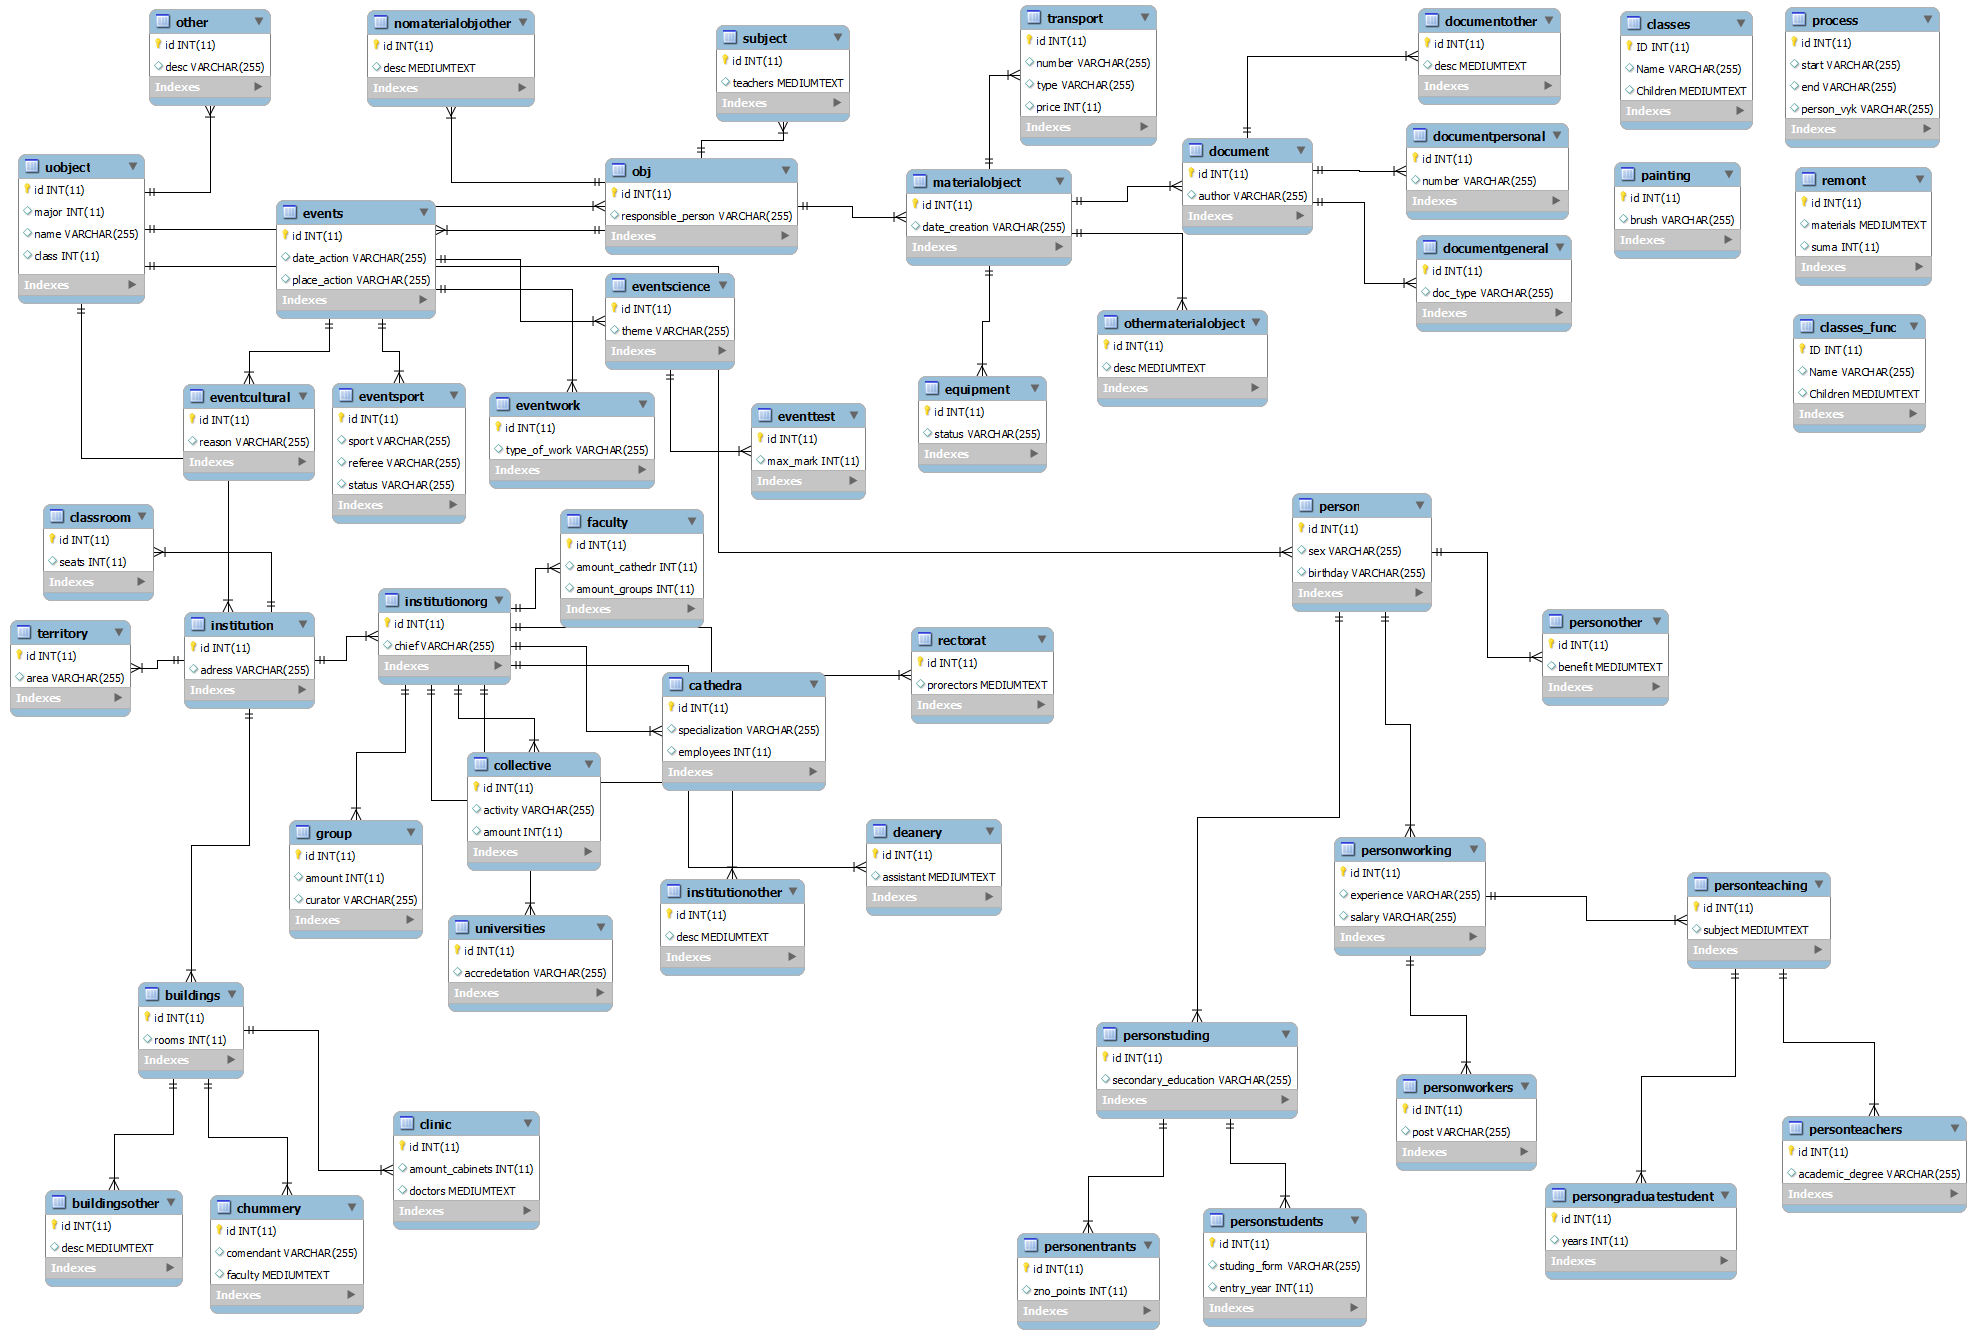 other
id INT(11)
desc VARCHAR(255)
Indexes
nomaterialobjother
id INT(11)
desc MEDIUMTEXT
Indexes
subject
id INT(11)
teachers MEDIUMTEXT
Indexes
transport
id INT(11)
number VARCHAR(255)
type VARCHAR(255)
price INT(11)
Indexes
documentother
id INT(11)
desc MEDIUMTEXT
Indexes
classes
ID INT(11)
Name VARCHAR(255)
Children MEDIUMTEXT
Indexes
process
id INT(11)
start VARCHAR(255)
end VARCHAR(255)
person_vyk VARCHAR(255)
Indexes
uobject
id INT(11)
major INT(11)
name VARCHAR(255)
class INT(11)
Indexes
events
id INT(11)
date_action VARCHAR(255)
place_action VARCHAR(255)
Indexes
obj
id INT(11)
responsible_person VARCHAR(255)
Indexes
materialobject
id INT(11)
date_creation VARCHAR(255)
Indexes
document
id INT(11)
author VARCHAR(255)
Indexes
documentpersonal
id INT(11)
number VARCHAR(255)
Indexes
painting
id INT(11)
brush VARCHAR(255)
Indexes
remont
id INT(11)
materials MEDIUMTEXT
suma INT(11)
Indexes
documentgeneral
id INT(11)
doc_type VARCHAR(255)
Indexes
eventscience
id INT(11)
theme VARCHAR(255)
Indexes
othermaterialobject
id INT(11)
desc MEDIUMTEXT
Indexes
classes_func
ID INT(11)
Name VARCHAR(255)
Children MEDIUMTEXT
Indexes
eventcultural
id INT(11)
reason VARCHAR(255)
Indexes
eventsport
id INT(11)
sport VARCHAR(255)
referee VARCHAR(255)
status VARCHAR(255)
Indexes
eventwork
id INT(11)
type_of_work VARCHAR(255)
Indexes
eventtest
id INT(11)
max_mark INT(11)
Indexes
equipment
id INT(11)
status VARCHAR(255)
Indexes
classroom
id INT(11)
seats INT(11)
Indexes
faculty
id INT(11)
amount_cathedr INT(11)
amount_groups INT(11)
Indexes
person
id INT(11)
sex VARCHAR(255)
birthday VARCHAR(255)
Indexes
territory
id INT(11)
area VARCHAR(255)
Indexes
institution
id INT(11)
adress VARCHAR(255)
Indexes
institutionorg
id INT(11)
chief VARCHAR(255)
Indexes
rectorat
id INT(11)
prorectors MEDIUMTEXT
Indexes
personother
id INT(11)
benefit MEDIUMTEXT
Indexes
cathedra
id INT(11)
specialization VARCHAR(255)
employees INT(11)
Indexes
collective
id INT(11)
activity VARCHAR(255)
amount INT(11)
Indexes
group
id INT(11)
amount INT(11)
curator VARCHAR(255)
Indexes
deanery
id INT(11)
assistant MEDIUMTEXT
Indexes
institutionother
id INT(11)
desc MEDIUMTEXT
Indexes
universities
id INT(11)
accredetation VARCHAR(255)
Indexes
personworking
id INT(11)
experience VARCHAR(255)
salary VARCHAR(255)
Indexes
personteaching
id INT(11)
subject MEDIUMTEXT
Indexes
buildings
id INT(11)
rooms INT(11)
Indexes
personstuding
id INT(11)
secondary_education VARCHAR(255)
Indexes
personworkers
id INT(11)
post VARCHAR(255)
Indexes
clinic
id INT(11)
amount_cabinets INT(11)
doctors MEDIUMTEXT
Indexes
personteachers
id INT(11)
academic_degree VARCHAR(255)
Indexes
buildingsother
id INT(11)
desc MEDIUMTEXT
Indexes
chummery
id INT(11)
comendant VARCHAR(255)
faculty MEDIUMTEXT
Indexes
persongraduatestudent
id INT(11)
years INT(11)
Indexes
personentrants
id INT(11)
zno_points INT(11)
Indexes
personstudents
id INT(11)
studing_form VARCHAR(255)
entry_year INT(11)
Indexes